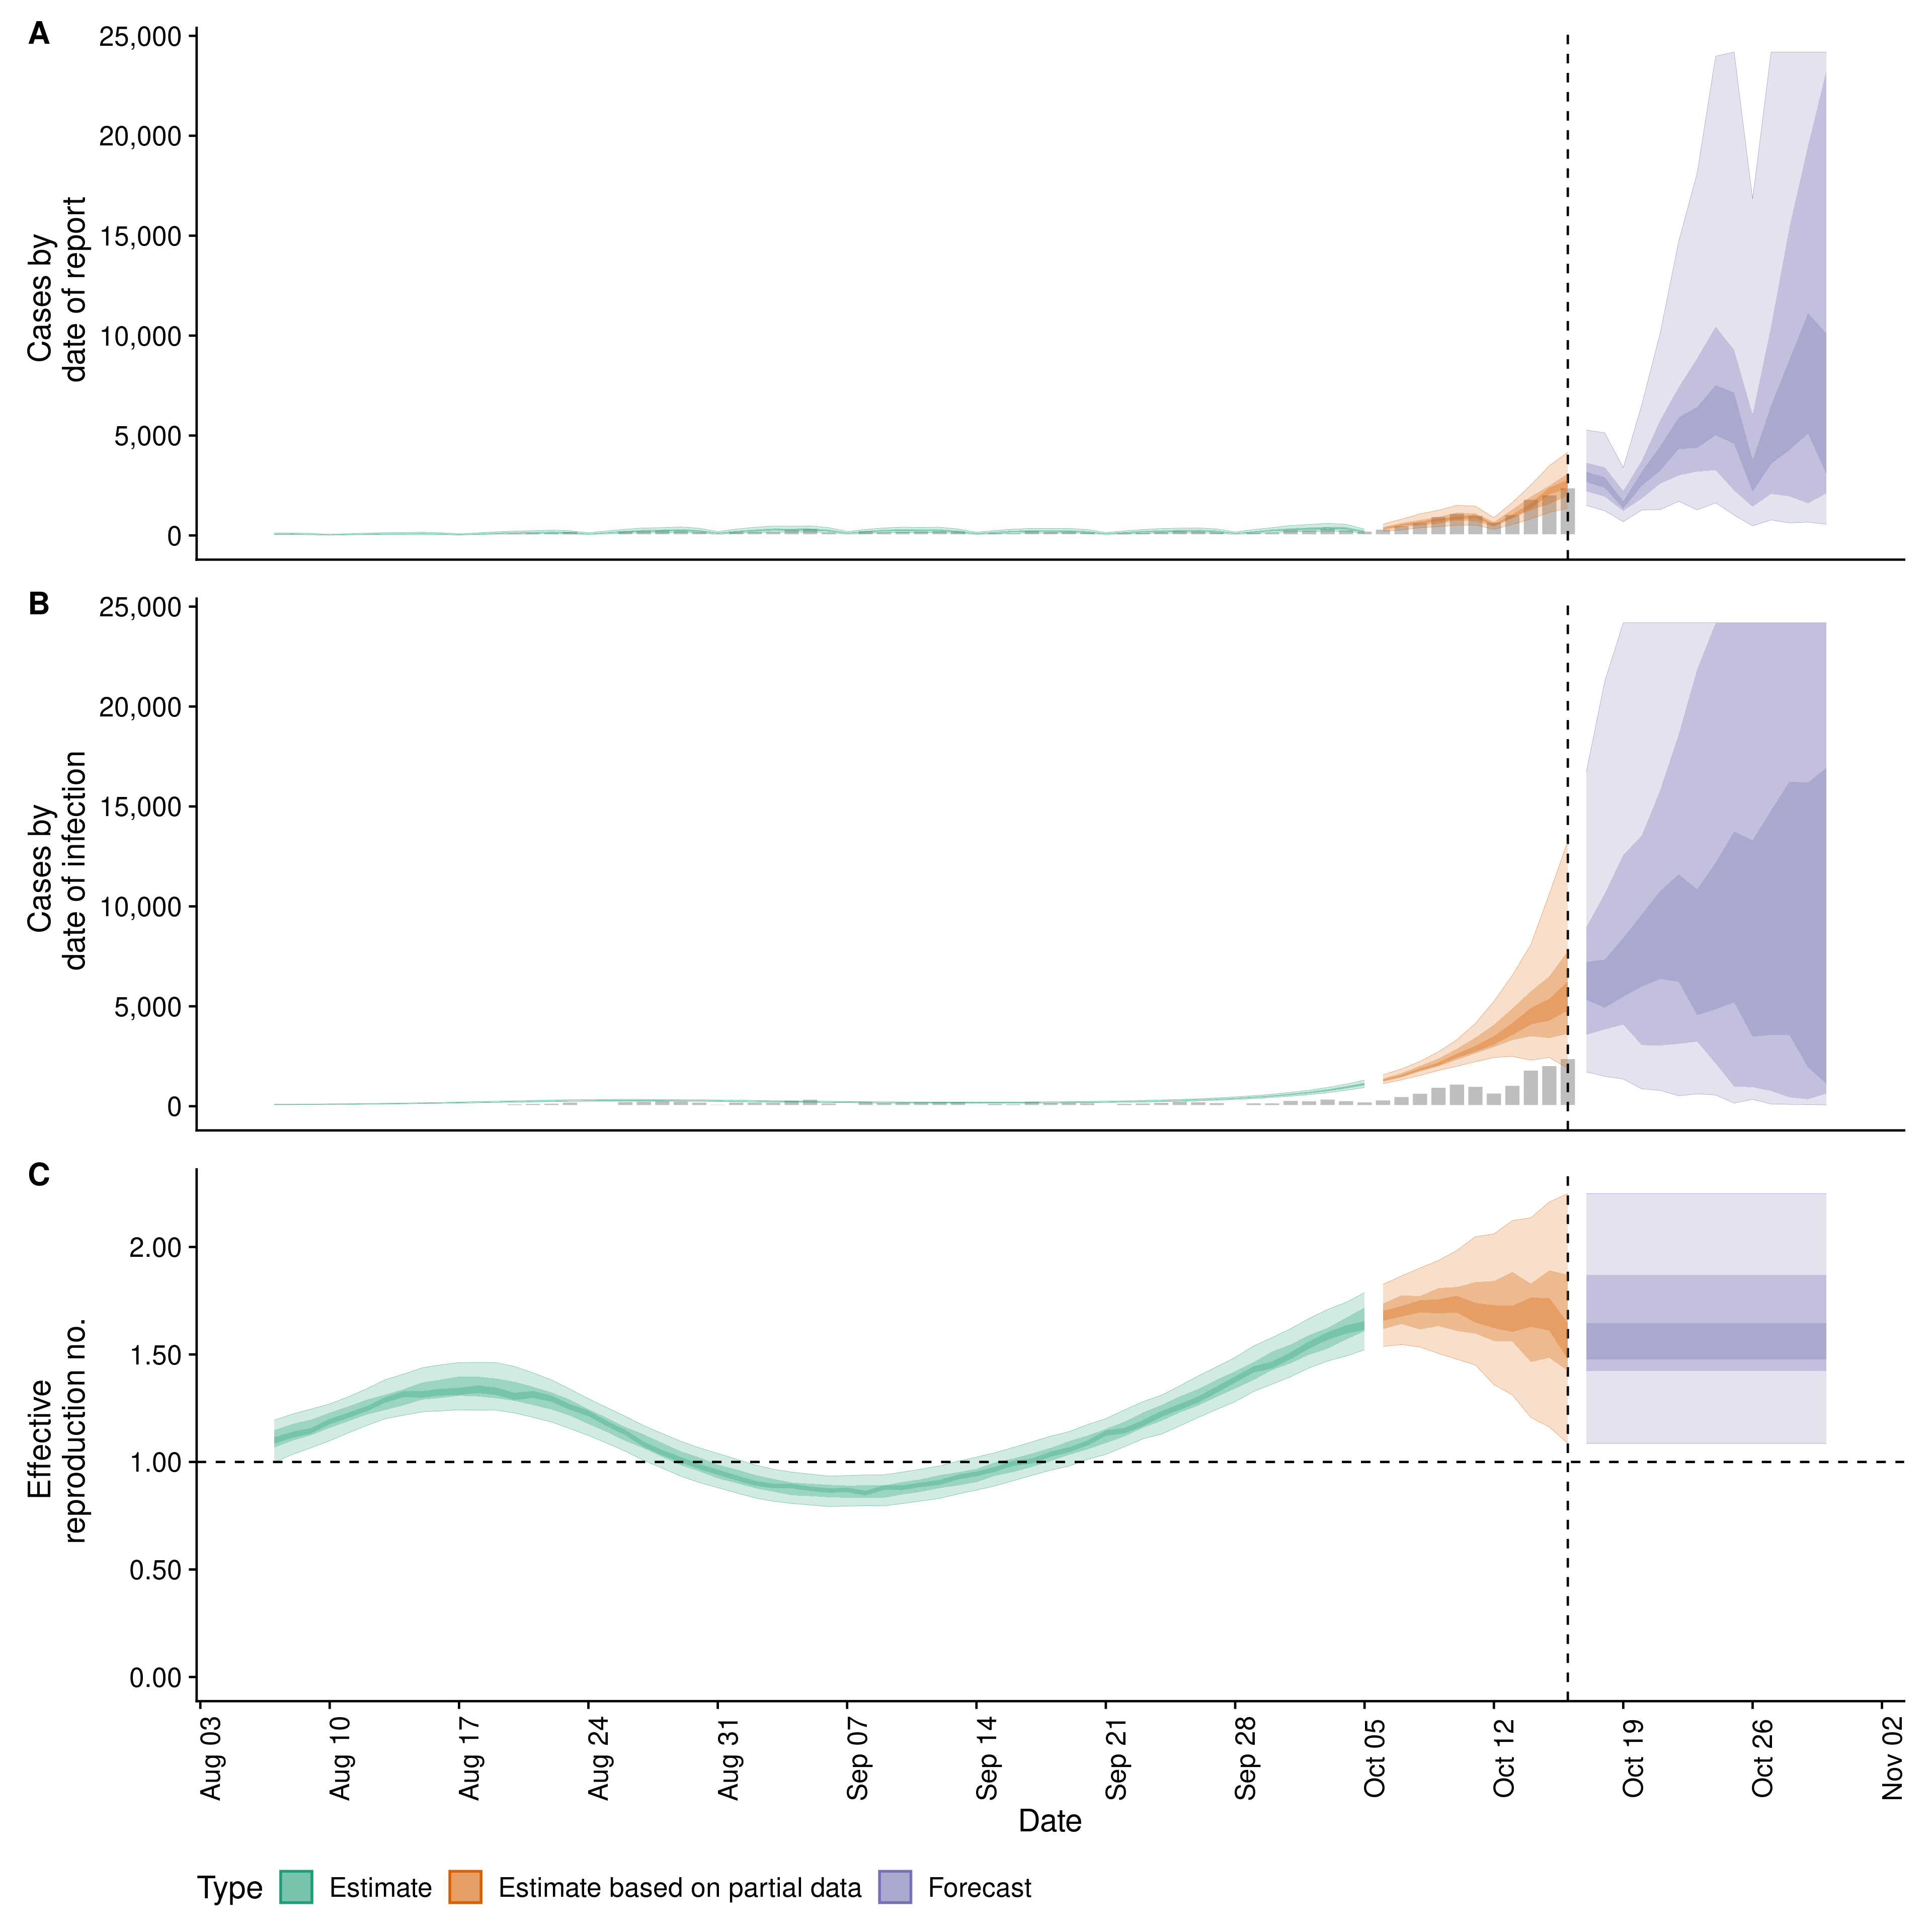 A
Cases by
date of report
25,000
20,000
15,000
10,000
5,000
0
B
Cases by
date of infection
25,000
20,000
15,000
10,000
5,000
0
C
Effective
reproduction no.
2.00
1.50
1.00
0.50
0.00
Aug 03
Aug 10
Aug 17
Aug 24
Aug 31
Sep 07
Sep 14
Sep 21
Sep 28
Oct 05
Oct 12
Oct 19
Oct 26
Nov 02
Date
Type Estimate Estimate based on partial data Forecast